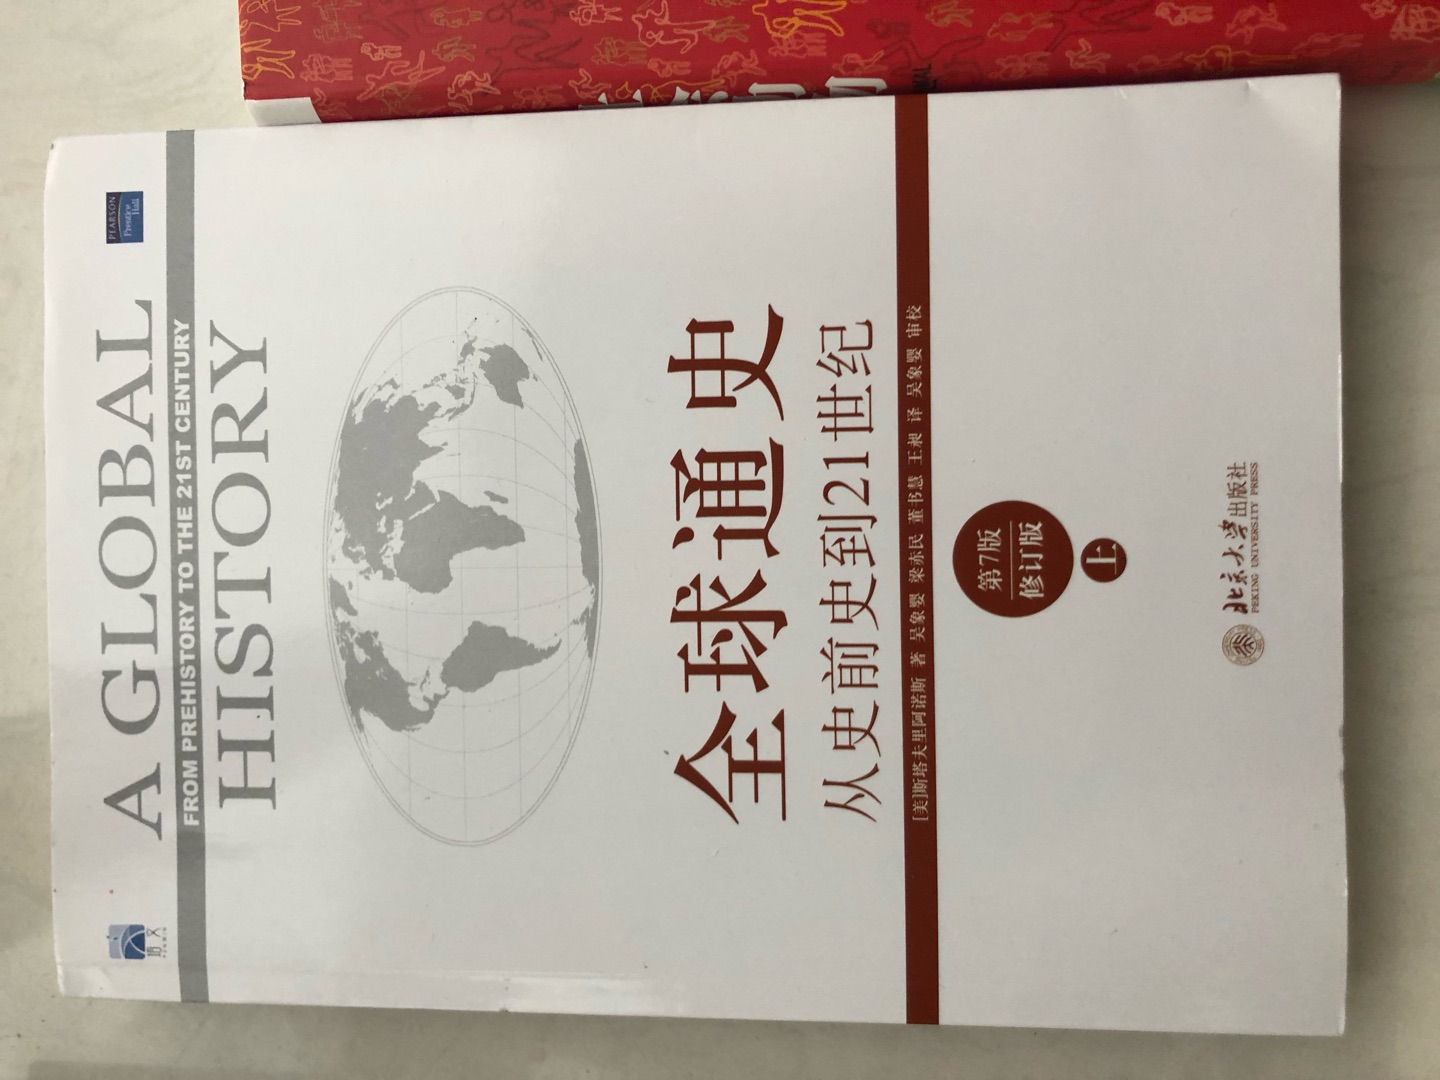 培文
PEARSON
Prentice Hall
A GLOBAL
FROM PREHISTORY TO THE 21ST CENTURY
HISTORY
全球通史
从史前史到21世纪
[美]斯塔夫里阿诺斯 著 吴象婴 梁赤民 董书慧 王昶 译 吴象婴 审校
第7版
修订版
上
北京大学出版社
PEKING UNIVERSITY PRESS